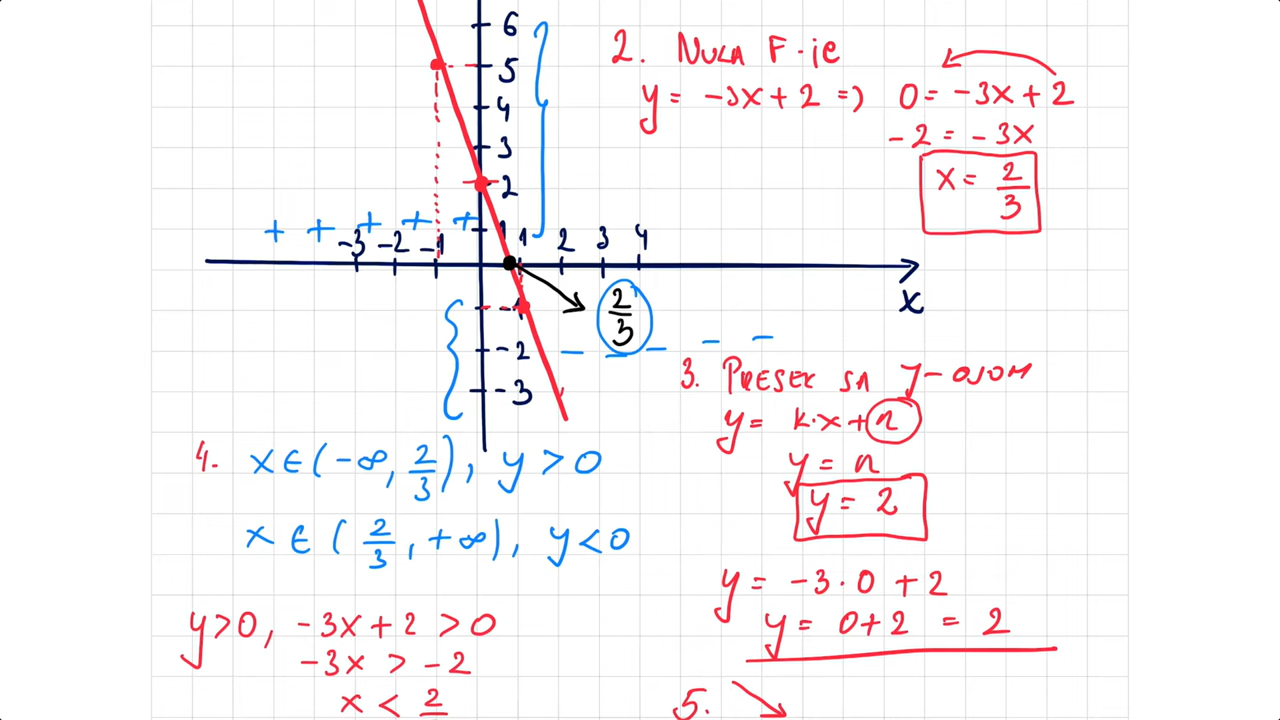 6
5
4
3
2
1
-3 -2 -1 1 2 3 4
x
-1
-2
-3
2/3
+ + + + +
− − − − −
2. NULA F-je
y = -3x + 2 => 0 = -3x + 2
-2 = -3x
x = 2/3
3. PRESEK SA y-osom
y = k·x + n
y = n
y = 2
y = -3·0 + 2
y = 0+2 = 2
4. x∈(-∞, 2/3), y > 0
x ∈ (2/3, +∞), y < 0
y>0, -3x + 2 > 0
-3x > -2
x < 2
5.